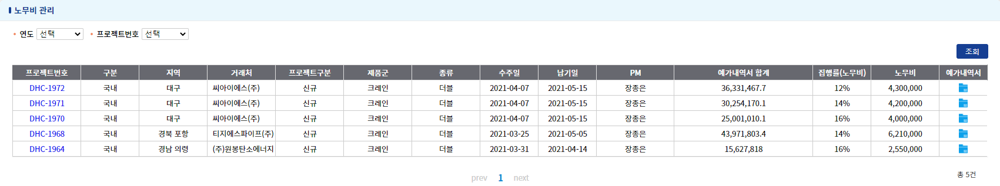 노무비 관리
연도 선택 프로젝트번호 선택
조회
프로젝트번호 구분 지역 거래처 프로젝트구분 제품군 종류 수주일 납기일 PM 예가내역서 합계 집행률(노무비) 노무비 예가내역서
DHC-1972 국내 대구 씨아이에스(주) 신규 크레인 더블 2021-04-07 2021-05-15 장종은 36,331,467.7 12% 4,300,000
DHC-1971 국내 대구 씨아이에스(주) 신규 크레인 더블 2021-04-07 2021-05-15 장종은 30,254,170.1 14% 4,200,000
DHC-1970 국내 대구 씨아이에스(주) 신규 크레인 더블 2021-04-07 2021-05-15 장종은 25,001,010.1 16% 4,000,000
DHC-1968 국내 경북 포항 티지에스파이프(주) 신규 크레인 더블 2021-03-25 2021-05-05 장종은 43,971,803.4 14% 6,210,000
DHC-1964 국내 경남 의령 (주)원봉탄소에너지 신규 크레인 더블 2021-03-31 2021-04-14 장종은 15,627,818 16% 2,550,000
prev 1 next
총 5건